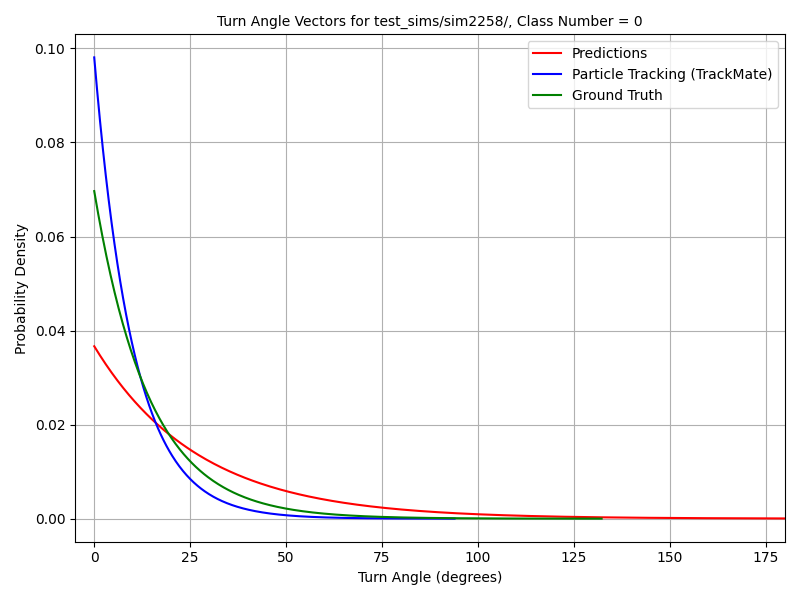 Turn Angle Vectors for test_sims/sim2258/, Class Number = 0
Predictions
Particle Tracking (TrackMate)
Ground Truth
Probability Density
0.10
0.08
0.06
0.04
0.02
0.00
0 25 50 75 100 125 150 175
Turn Angle (degrees)